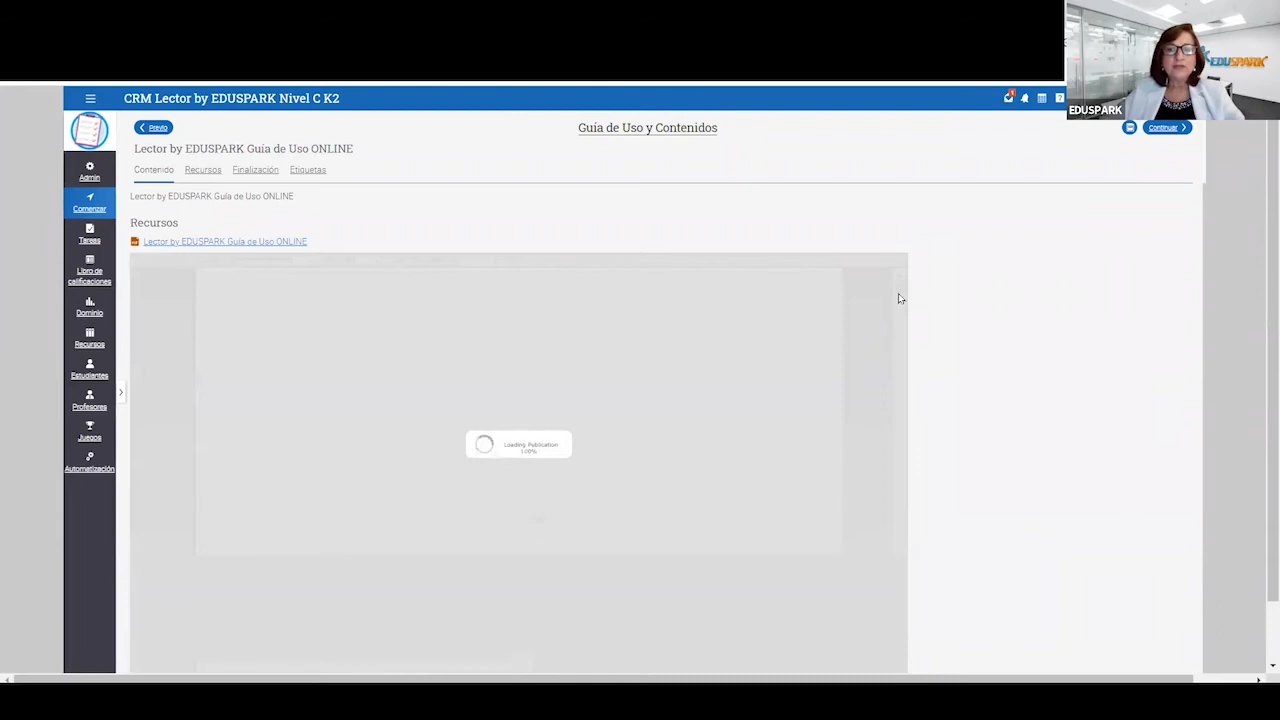 EDUSPARK
EDUSPARK
CRM Lector by EDUSPARK Nivel C K2
1
?
Previo
Guía de Uso y Contenidos
Continuar
Lector by EDUSPARK Guía de Uso ONLINE
Contenido
Recursos
Finalización
Etiquetas
Lector by EDUSPARK Guía de Uso ONLINE
Recursos
Lector by EDUSPARK Guía de Uso ONLINE
Loading Publication
100%
Admin
Comenzar
Tareas
Libro de
calificaciones
Dominio
Recursos
Estudiantes
Profesores
Juegos
Automatización